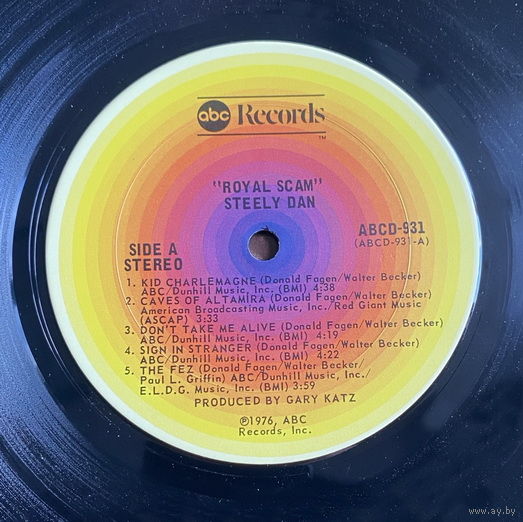 abc Records
TM
"ROYAL SCAM"
STEELY DAN
ABCD-931
(ABCD-931-A)
SIDE A
STEREO
1. KID CHARLEMAGNE (Donald Fagen/Walter Becker)
ABC/Dunhill Music, Inc. (BMI) 4:38
2. CAVES OF ALTAMIRA (Donald Fagen/Walter Becker)
American Broadcasting Music, Inc./Red Giant Music
(ASCAP) 3:33
3. DON'T TAKE ME ALIVE (Donald Fagen/Walter Becker)
ABC/Dunhill Music, Inc. (BMI) 4:19
4. SIGN IN STRANGER (Donald Fagen/Walter Becker)
ABC/Dunhill Music, Inc. (BMI) 4:22
5. THE FEZ (Donald Fagen/Walter Becker/
Paul L. Griffin) ABC/Dunhill Music, Inc./
E.L.D.G. Music, Inc. (BMI) 3:59
PRODUCED BY GARY KATZ
℗1976, ABC
Records, Inc.
www.ay.by